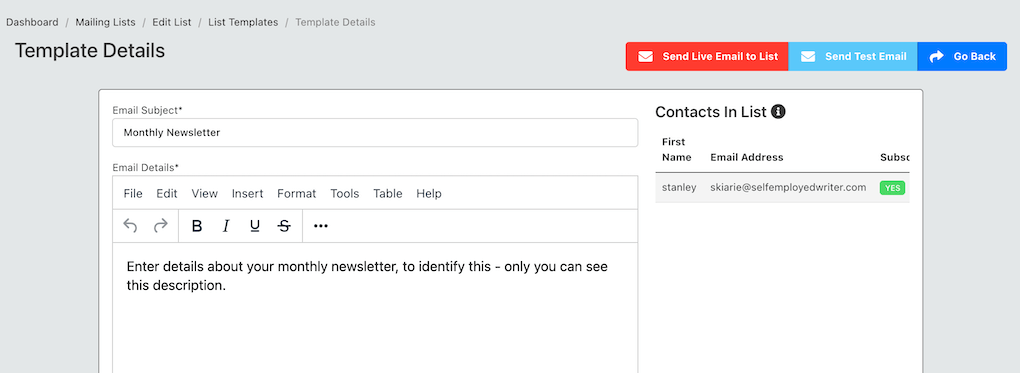 Dashboard / Mailing Lists / Edit List / List Templates / Template Details
Template Details
Send Live Email to List Send Test Email Go Back
Email Subject*
Monthly Newsletter
Email Details*
File Edit View Insert Format Tools Table Help
B I U S •••
Enter details about your monthly newsletter, to identify this - only you can see
this description.
Contacts In List
First
Name Email Address Subsc
stanley skiarie@selfemployedwriter.com YES